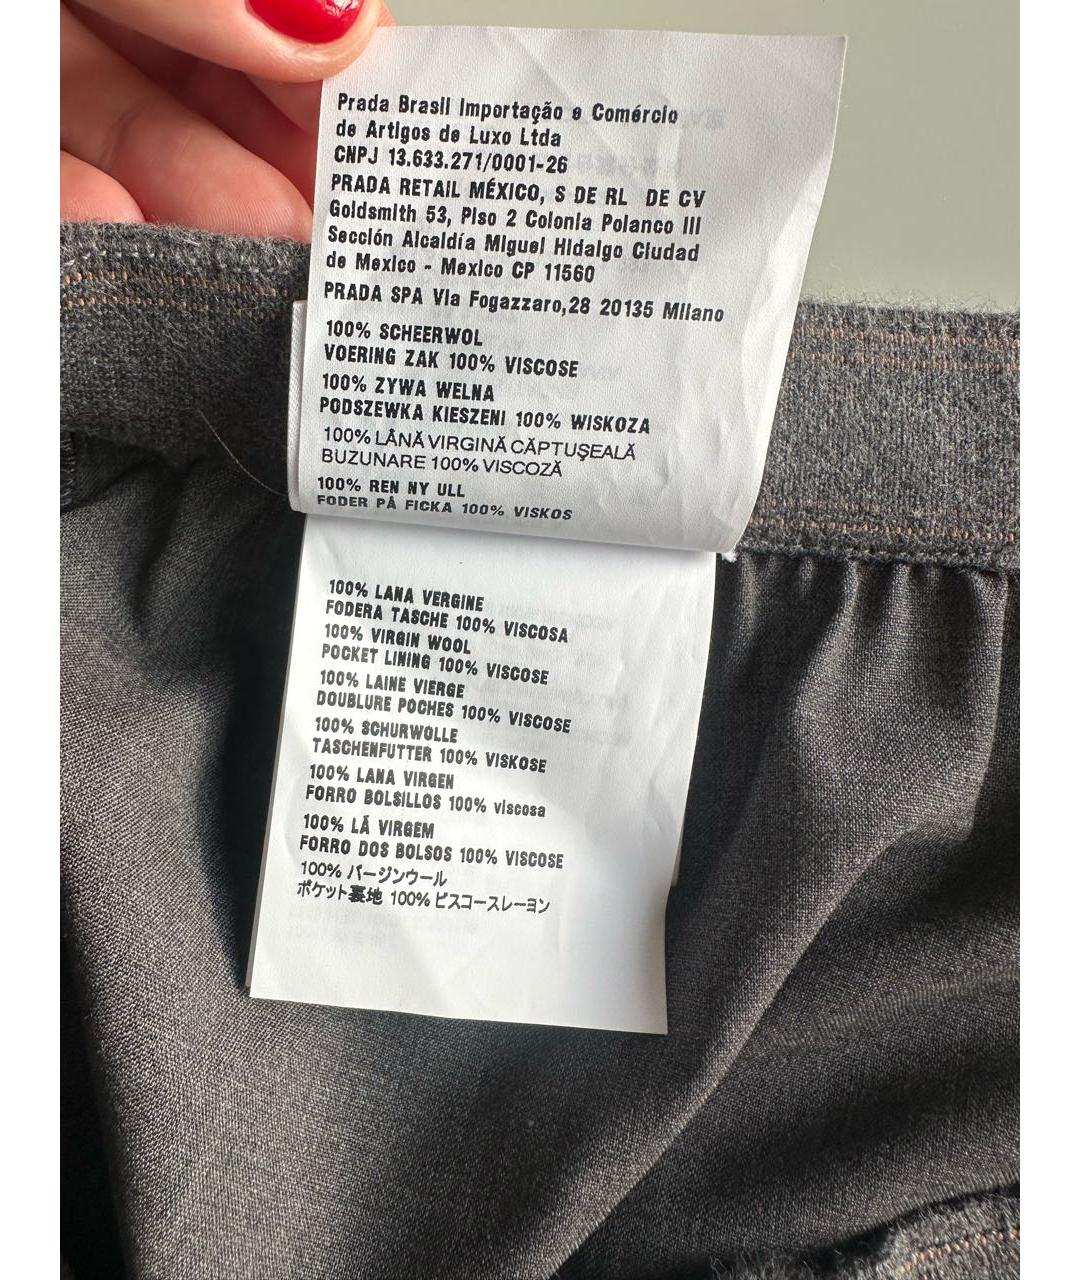 Prada Brasil Importação e Comércio
de Artigos de Luxo Ltda
CNPJ 13.633.271/0001-26
PRADA RETAIL MÉXICO, S DE RL DE CV
Goldsmith 53, Piso 2 Colonia Polanco III
Sección Alcaldía Miguel Hidalgo Ciudad
de Mexico - Mexico CP 11560
PRADA SPA Via Fogazzaro,28 20135 Milano
100% SCHEERWOL
VOERING ZAK 100% VISCOSE
100% ZYWA WELNA
PODSZEWKA KIESZENI 100% WISKOZA
100% LÂNĂ VIRGINĂ CĂPTUŞEALĂ
BUZUNARE 100% VISCOZĂ
100% REN NY ULL
FODER PÅ FICKA 100% VISKOS
100% LANA VERGINE
FODERA TASCHE 100% VISCOSA
100% VIRGIN WOOL
POCKET LINING 100% VISCOSE
100% LAINE VIERGE
DOUBLURE POCHES 100% VISCOSE
100% SCHURWOLLE
TASCHENFUTTER 100% VISKOSE
100% LANA VIRGEN
FORRO BOLSILLOS 100% viscosa
100% LÃ VIRGEM
FORRO DOS BOLSOS 100% VISCOSE
100% バージンウール
ポケット裏地 100% ビスコースレーヨン